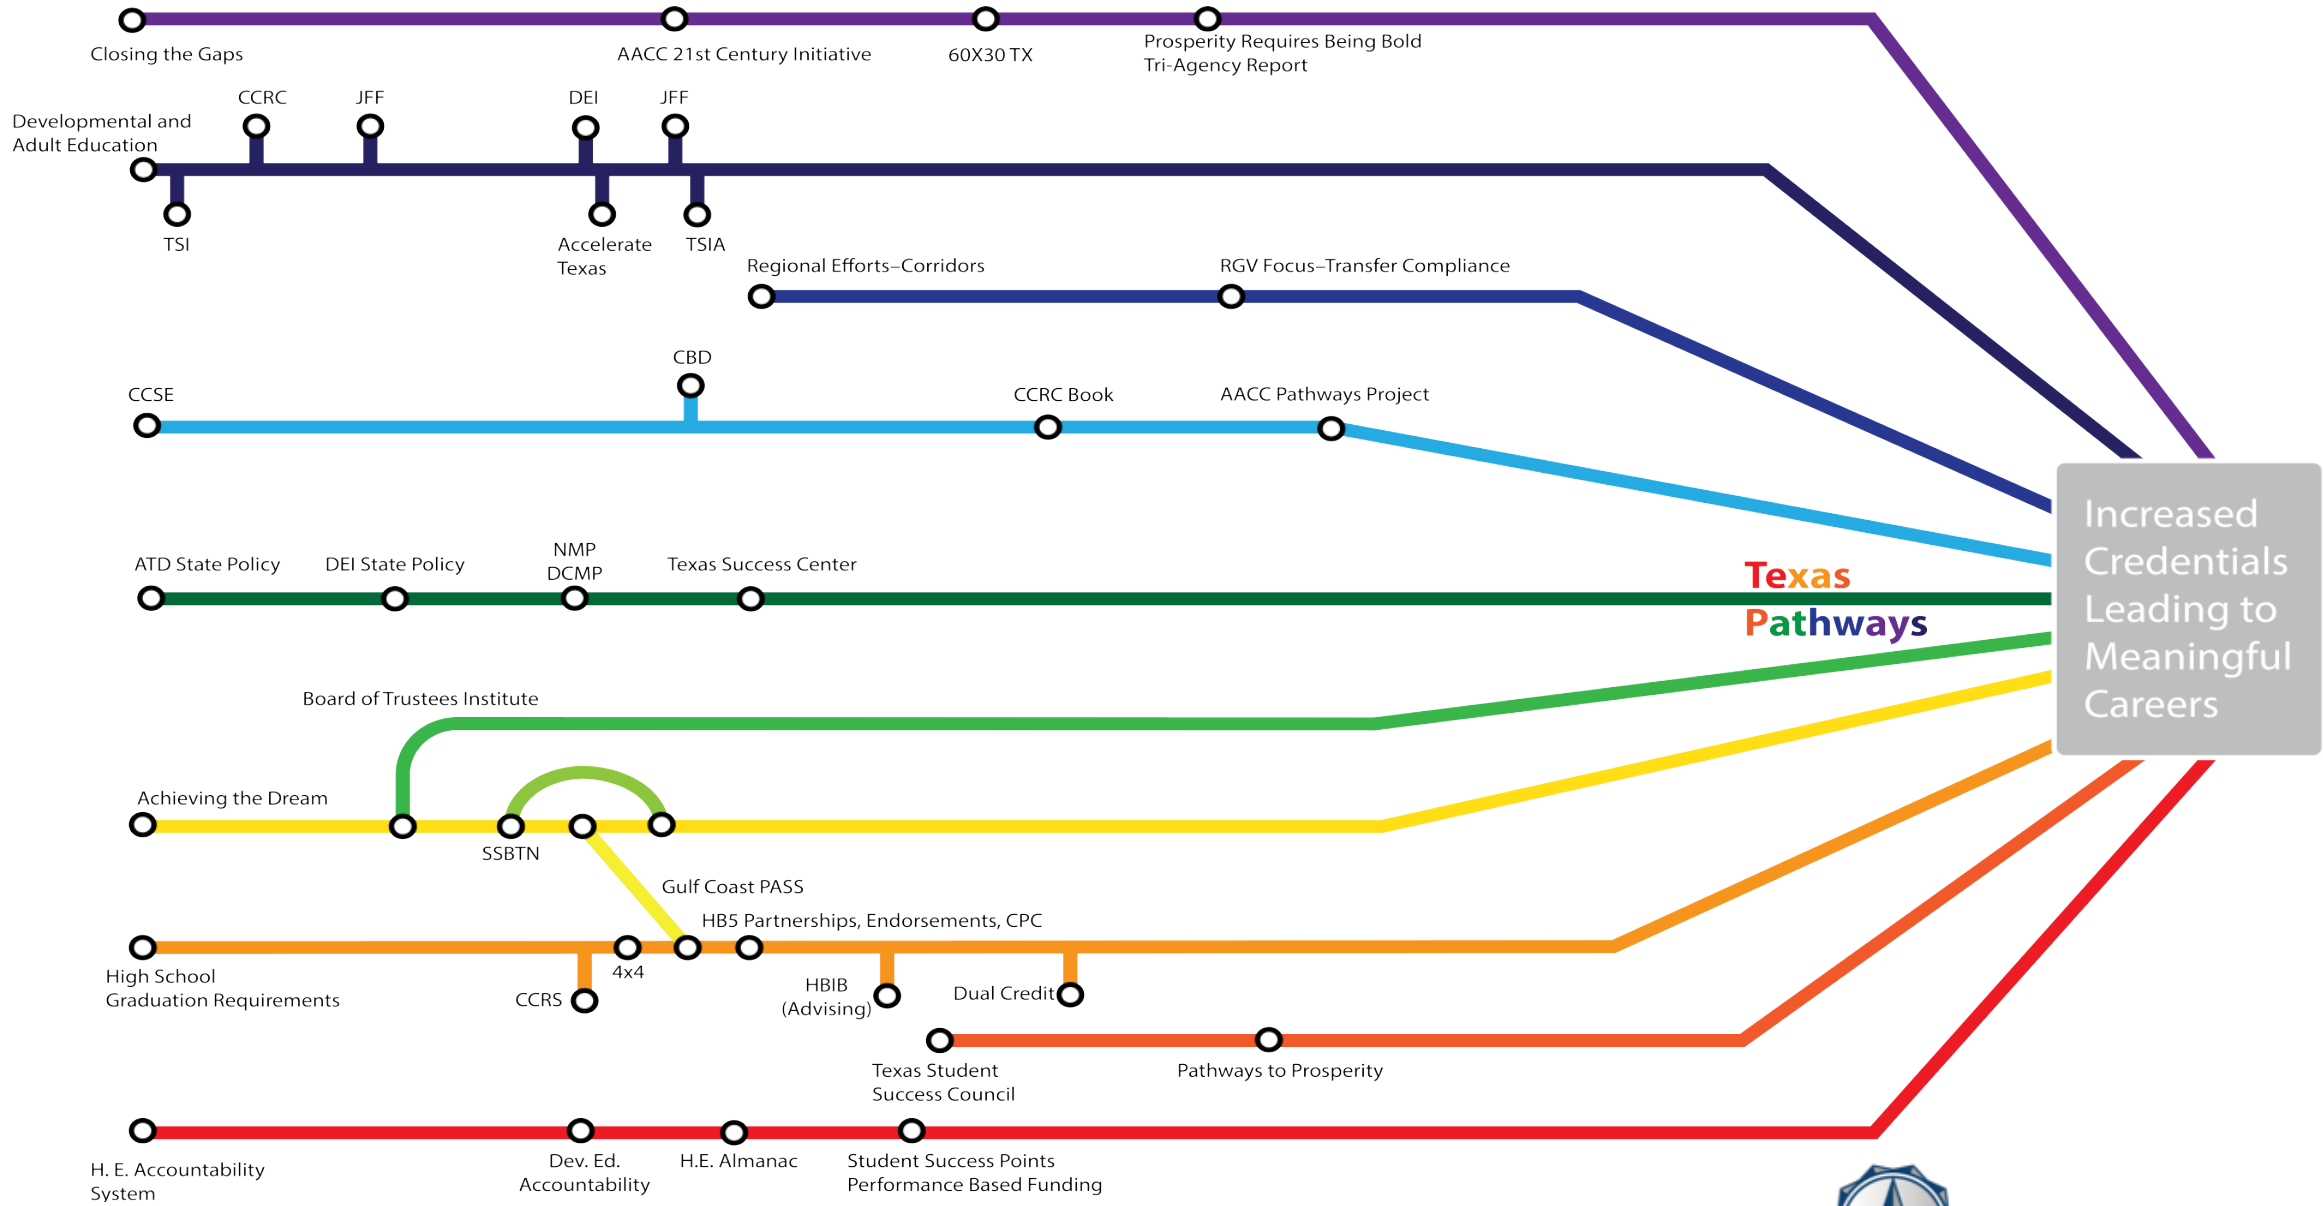 Closing the Gaps
AACC 21st Century Initiative
60X30 TX
Prosperity Requires Being Bold
Tri-Agency Report
Developmental and
Adult Education
CCRC
JFF
DEI
JFF
TSI
Accelerate
Texas
TSIA
Regional Efforts–Corridors
RGV Focus–Transfer Compliance
CCSE
CBD
CCRC Book
AACC Pathways Project
ATD State Policy
DEI State Policy
NMP
DCMP
Texas Success Center
Texas
Pathways
Increased
Credentials
Leading to
Meaningful
Careers
Board of Trustees Institute
Achieving the Dream
SSBTN
Gulf Coast PASS
HB5 Partnerships, Endorsements, CPC
High School
Graduation Requirements
CCRS
4x4
HBIB
(Advising)
Dual Credit
Texas Student
Success Council
Pathways to Prosperity
H. E. Accountability
System
Dev. Ed.
Accountability
H.E. Almanac
Student Success Points
Performance Based Funding